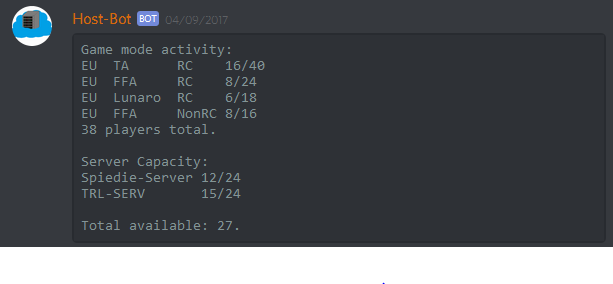 Host-Bot BOT 04/09/2017
Game mode activity:
EU  TA      RC    16/40
EU  FFA     RC    8/24
EU  Lunaro  RC    6/18
EU  FFA     NonRC 8/16
38 players total.

Server Capacity:
Spiedie-Server 12/24
TRL-SERV       15/24

Total available: 27.
.